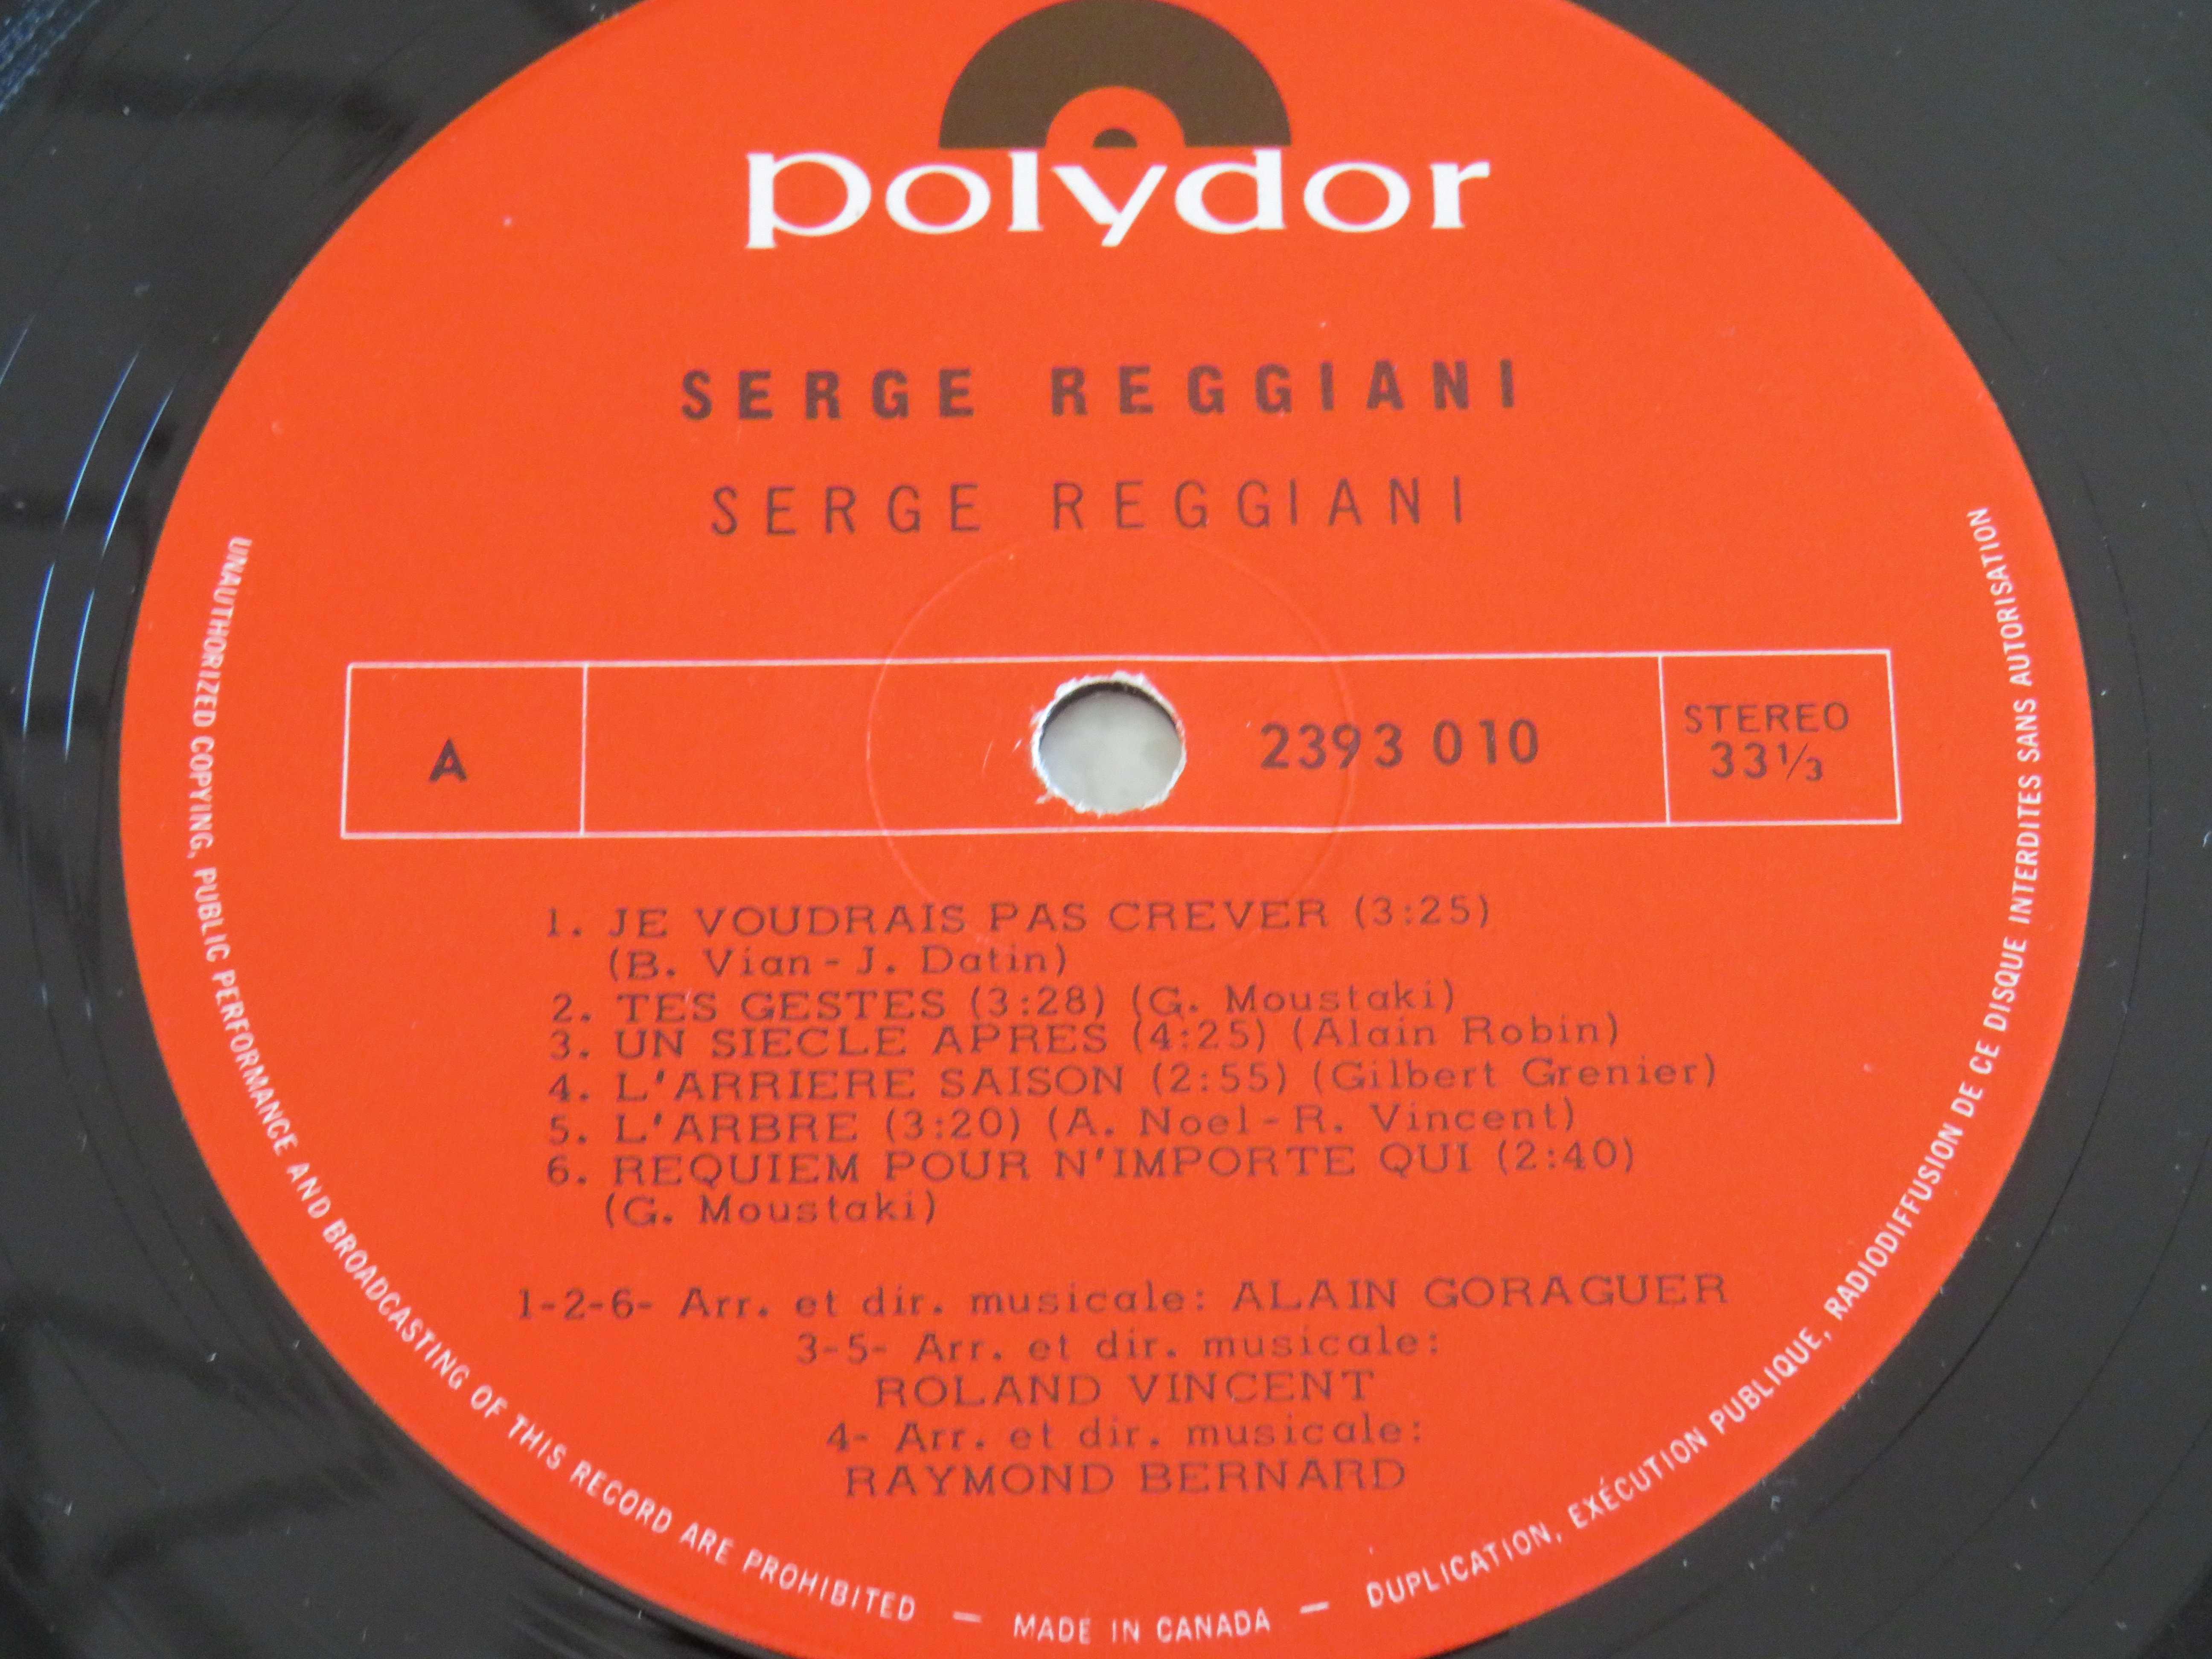 polydor
SERGE REGGIANI
SERGE REGGIANI
A
2393 010
STEREO
33⅓
1. JE VOUDRAIS PAS CREVER (3:25)
(B. Vian - J. Datin)
2. TES GESTES (3:28) (G. Moustaki)
3. UN SIECLE APRES (4:25) (Alain Robin)
4. L'ARRIERE SAISON (2:55) (Gilbert Grenier)
5. L'ARBRE (3:20) (A. Noel - R. Vincent)
6. REQUIEM POUR N'IMPORTE QUI (2:40)
(G. Moustaki)
1-2-6- Arr. et dir. musicale: ALAIN GORAGUER
3-5- Arr. et dir. musicale:
ROLAND VINCENT
4- Arr. et dir. musicale:
RAYMOND BERNARD
UNAUTHORIZED COPYING, PUBLIC PERFORMANCE AND BROADCASTING OF THIS RECORD ARE PROHIBITED — MADE IN CANADA — DUPLICATION, EXÉCUTION PUBLIQUE, RADIODIFFUSION DE CE DISQUE INTERDITES SANS AUTORISATION